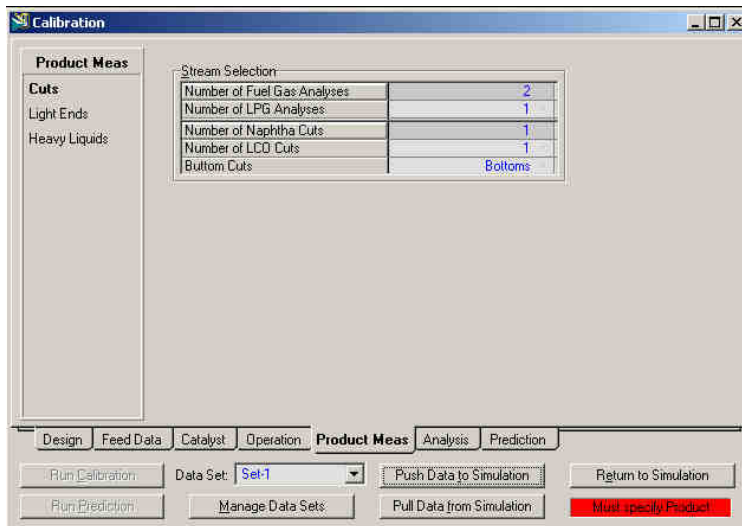 Calibration
Product Meas
Cuts
Light Ends
Heavy Liquids
Stream Selection
Number of Fuel Gas Analyses 2
Number of LPG Analyses 1
Number of Naphtha Cuts 1
Number of LCO Cuts 1
Buttom Cuts Bottoms
Design Feed Data Catalyst Operation Product Meas Analysis Prediction
Run Calibration Data Set: Set-1 Push Data to Simulation Return to Simulation
Run Prediction Manage Data Sets Pull Data from Simulation Must specify Product